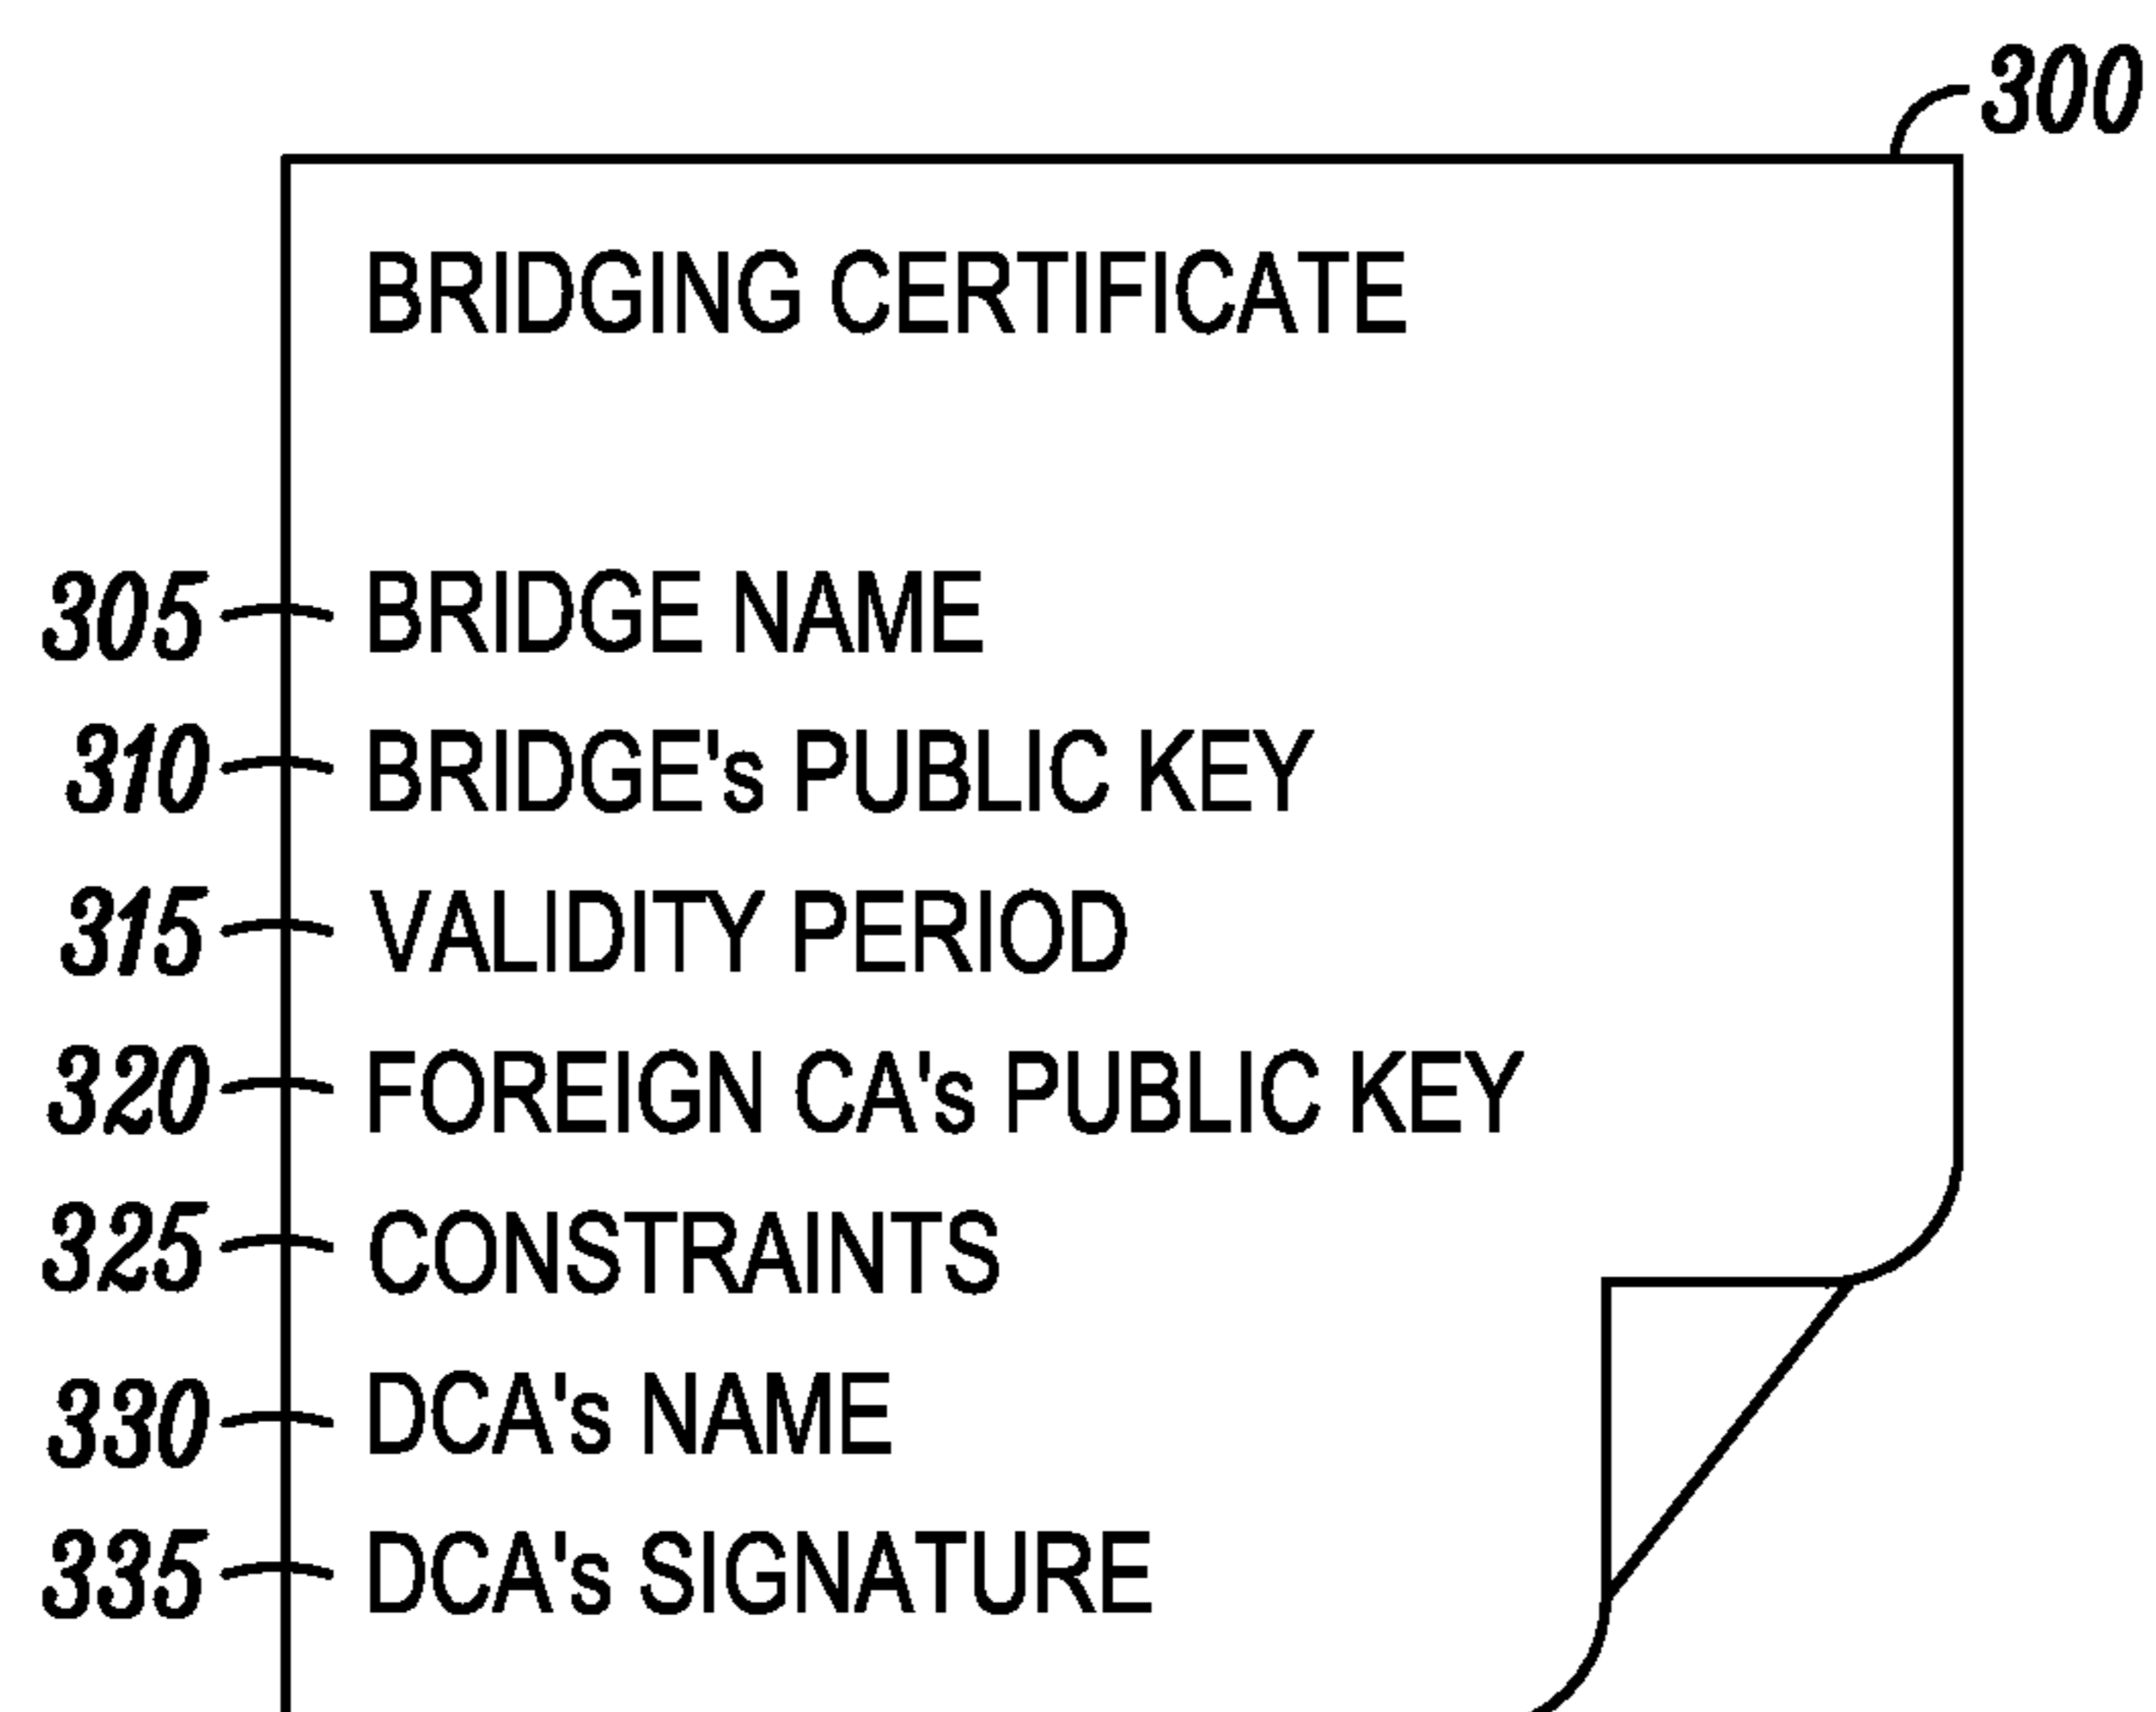 300
BRIDGING CERTIFICATE
305 BRIDGE NAME
310 BRIDGE's PUBLIC KEY
315 VALIDITY PERIOD
320 FOREIGN CA's PUBLIC KEY
325 CONSTRAINTS
330 DCA's NAME
335 DCA's SIGNATURE